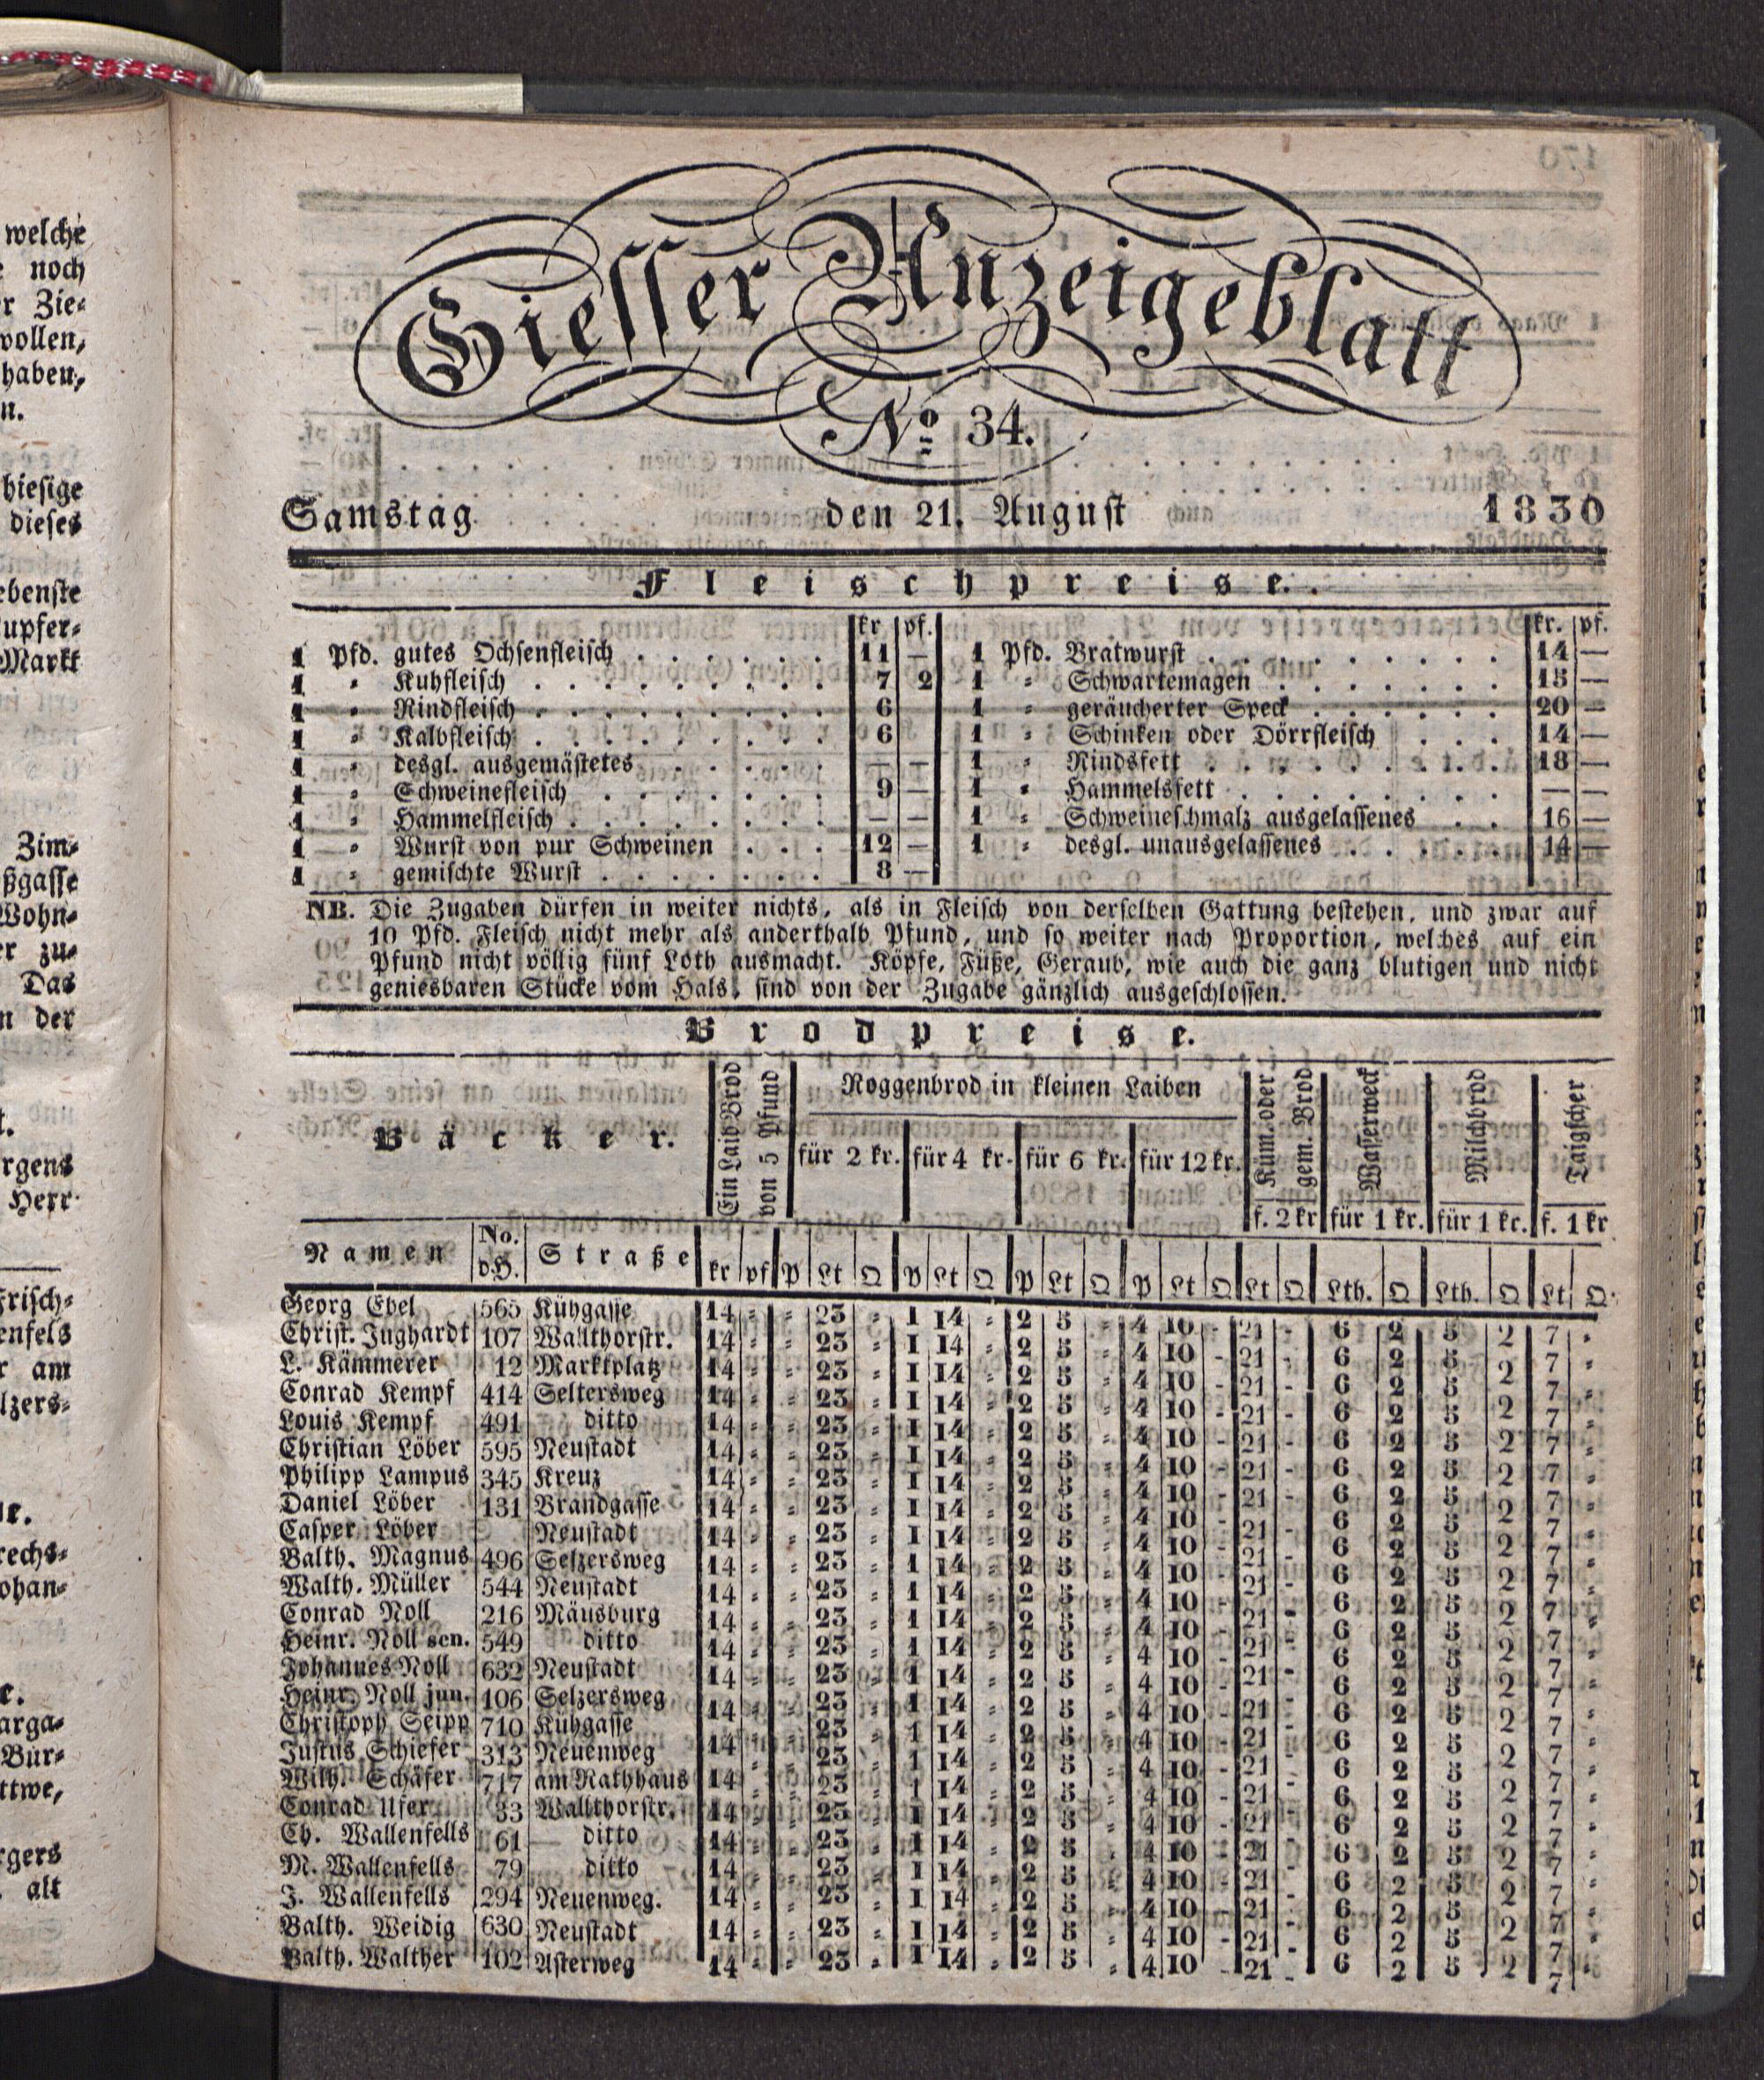 welche
noch
r Zie⸗
wollen,
haben,
n.
hiesige
dieses
ebenste
upfer⸗
Markt
Zim⸗
ßgasse
Wohn⸗
er zu⸗
Das
n der
t.
rgens
Herr
Frisch⸗
enfels
r am
lzers⸗
rechs⸗
ohan⸗
arga⸗
Bür⸗
ttwe,
rgers
alt
Giesser Anzeigeblatt
No 34.
Samstag den 21. August 1830
Fleischpreise.
kr pf. kr. pf.
1 Pfd. gutes Ochsenfleisch 11 — 1 Pfd. Bratwurst 14 —
1 " Kuhfleisch 7 2 1 " Schwartemagen 15 —
1 " Rindfleisch 6 1 " geräucherter Speck 20 —
1 " Kalbfleisch 6 1 " Schinken oder Dörrfleisch 14 —
1 " desgl. ausgemästetes — — 1 " Rindsfett 18 —
1 " Schweinefleisch 9 — 1 " Hammelsfett — —
1 " Hammelfleisch — — 1 " Schweineschmalz ausgelassenes 16 —
1 " Wurst von pur Schweinen 12 — 1 " desgl. unausgelassenes 14 —
1 " gemischte Wurst 8 —
NB. Die Zugaben dürfen in weiter nichts, als in Fleisch von derselben Gattung bestehen, und zwar auf
10 Pfd. Fleisch nicht mehr als anderthalb Pfund, und so weiter nach Proportion, welches auf ein
Pfund nicht völlig fünf Loth ausmacht. Köpfe, Füße, Geraub, wie auch die ganz blutigen und nicht
geniesbaren Stücke vom Hals, sind von der Zugabe gänzlich ausgeschlossen.
Brodpreise.
Bäcker.
Ein Laib Brod
von 5 Pfund
Roggenbrod in kleinen Laiben
für 2 kr. für 4 kr. für 6 kr. für 12 kr.
Küm. oder
gem. Brod
f. 2 kr
Wasserweck
für 1 kr.
Milchbrod
für 1 kr.
Taigscher
f. 1 kr
Namen No. d.H. Straße kr pf P Lt Q P Lt Q P Lt Q P Lt Q Lt Q Lth. Q Lth. Q Lt Q
Georg Ebel 565 Kühgasse 14 " " 23 " 1 14 " 2 5 " 4 10 - 21 - 6 2 5 2 7 "
Christ. Jughardt 107 Wallthorstr. 14 " " 23 " 1 14 " 2 5 " 4 10 - 21 - 6 2 5 2 7 "
L. Kämmerer 12 Marktplatz 14 " " 23 " 1 14 " 2 5 " 4 10 - 21 - 6 2 5 2 7 "
Conrad Kempf 414 Seltersweg 14 " " 23 " 1 14 " 2 5 " 4 10 - 21 - 6 2 5 2 7 "
Louis Kempf 491 ditto 14 " " 23 " 1 14 " 2 5 " 4 10 - 21 - 6 2 5 2 7 "
Christian Löber 595 Neustadt 14 " " 23 " 1 14 " 2 5 " 4 10 - 21 - 6 2 5 2 7 "
Philipp Lampus 345 Kreuz 14 " " 23 " 1 14 " 2 5 " 4 10 - 21 - 6 2 5 2 7 "
Daniel Löber 131 Brandgasse 14 " " 23 " 1 14 " 2 5 " 4 10 - 21 - 6 2 5 2 7 "
Casper Löber Neustadt 14 " " 23 " 1 14 " 2 5 " 4 10 - 21 - 6 2 5 2 7 "
Balth. Magnus 496 Selzersweg 14 " " 23 " 1 14 " 2 5 " 4 10 - 21 - 6 2 5 2 7 "
Walth. Müller 544 Neustadt 14 " " 23 " 1 14 " 2 5 " 4 10 - 21 - 6 2 5 2 7 "
Conrad Noll 216 Mäusburg 14 " " 23 " 1 14 " 2 5 " 4 10 - 21 - 6 2 5 2 7 "
Heinr. Noll sen. 549 ditto 14 " " 23 " 1 14 " 2 5 " 4 10 - 21 - 6 2 5 2 7 "
Johannes Noll 632 Neustadt 14 " " 23 " 1 14 " 2 5 " 4 10 - 21 - 6 2 5 2 7 "
Heinr. Noll jun. 106 Selzersweg 14 " " 23 " 1 14 " 2 5 " 4 10 - 21 - 6 2 5 2 7 "
Christoph Seipp 710 Kühgasse 14 " " 23 " 1 14 " 2 5 " 4 10 - 21 - 6 2 5 2 7 "
Justus Schiefer 313 Neuenweg 14 " " 23 " 1 14 " 2 5 " 4 10 - 21 - 6 2 5 2 7 "
Wilh. Schäfer 717 am Rathhaus 14 " " 23 " 1 14 " 2 5 " 4 10 - 21 - 6 2 5 2 7 "
Conrad Ufer 33 Wallthorstr. 14 " " 23 " 1 14 " 2 5 " 4 10 - 21 - 6 2 5 2 7 "
Ch. Wallenfells 61 ditto 14 " " 23 " 1 14 " 2 5 " 4 10 - 21 - 6 2 5 2 7 "
M. Wallenfells 79 ditto 14 " " 23 " 1 14 " 2 5 " 4 10 - 21 - 6 2 5 2 7 "
J. Wallenfells 294 Neuenweg. 14 " " 23 " 1 14 " 2 5 " 4 10 - 21 - 6 2 5 2 7 "
Balth. Weidig 630 Neustadt 14 " " 23 " 1 14 " 2 5 " 4 10 - 21 - 6 2 5 2 7 "
Balth. Walther 102 Asterweg 14 " " 23 " 1 14 " 2 5 " 4 10 - 21 - 6 2 5 2 7 "